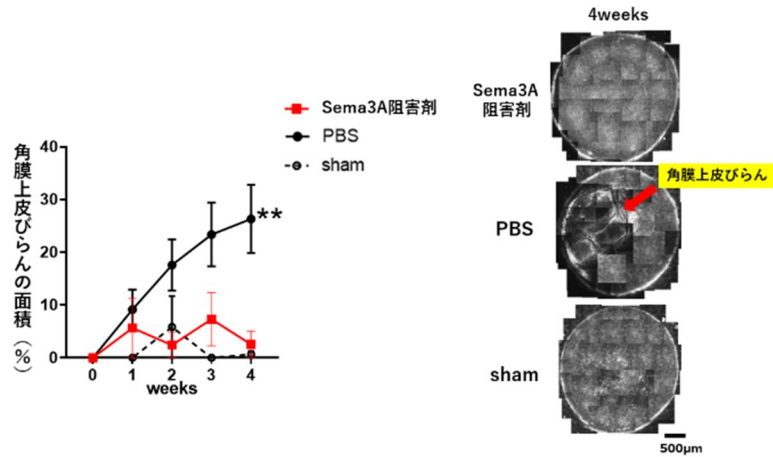 Sema3A阻害剤
PBS
sham
角膜上皮びらんの面積（%）
40
30
20
10
0
**
0 1 2 3 4
weeks
4weeks
Sema3A
阻害剤
角膜上皮びらん
PBS
sham
500μm